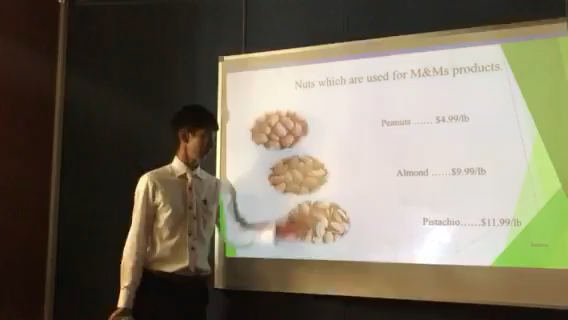 Nuts which are used for M&Ms products.
Peanuts ...... $4.99/lb
Almond ......$9.99/lb
Pistachio......$11.99/lb